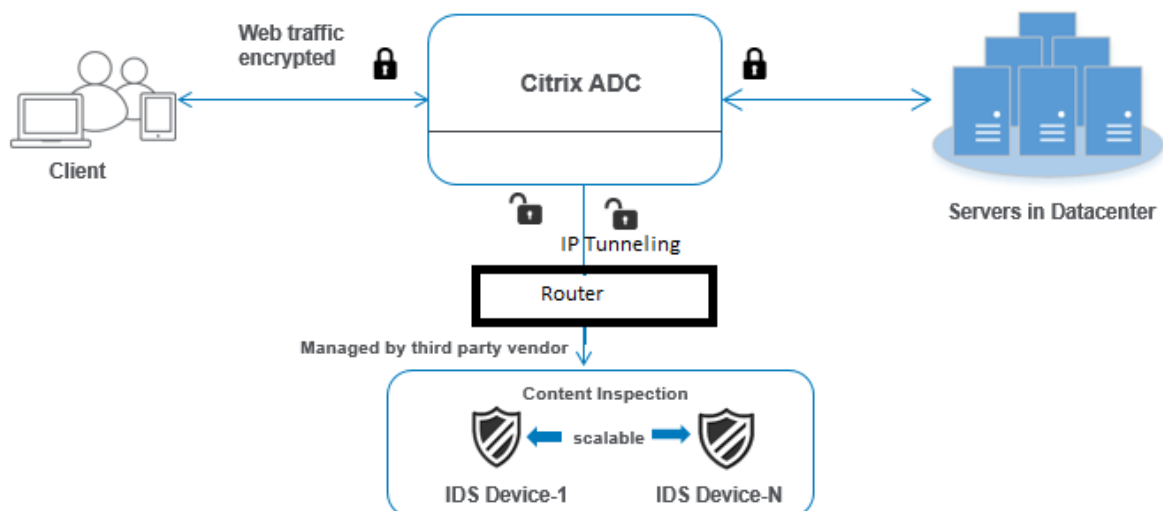 Web traffic
encrypted
Citrix ADC
Client
Servers in Datacenter
IP Tunneling
Router
Managed by third party vendor
Content Inspection
scalable
IDS Device-1
IDS Device-N